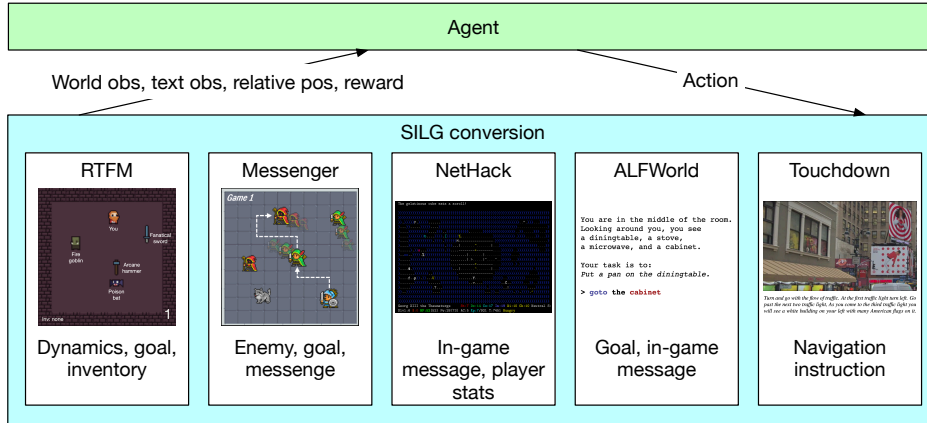 Agent
World obs, text obs, relative pos, reward
Action
SILG conversion
RTFM
You
Fanatical
sword
Fire
goblin
Arcane
hammer
Poison
bat
Inv: none
1
Dynamics, goal,
inventory
Messenger
Game 1
Enemy, goal,
messenge
NetHack
The gelatinous cube eats a scroll!
In-game
message, player
stats
ALFWorld
You are in the middle of the room.
Looking around you, you see
a diningtable, a stove,
a microwave, and a cabinet.
Your task is to:
Put a pan on the diningtable.
> goto the cabinet
Goal, in-game
message
Touchdown
Turn and go with the flow of traffic. At the first traffic light turn left. Go
past the next two traffic light, As you come to the third traffic light you
will see a white building on your left with many American flags on it.
Navigation
instruction